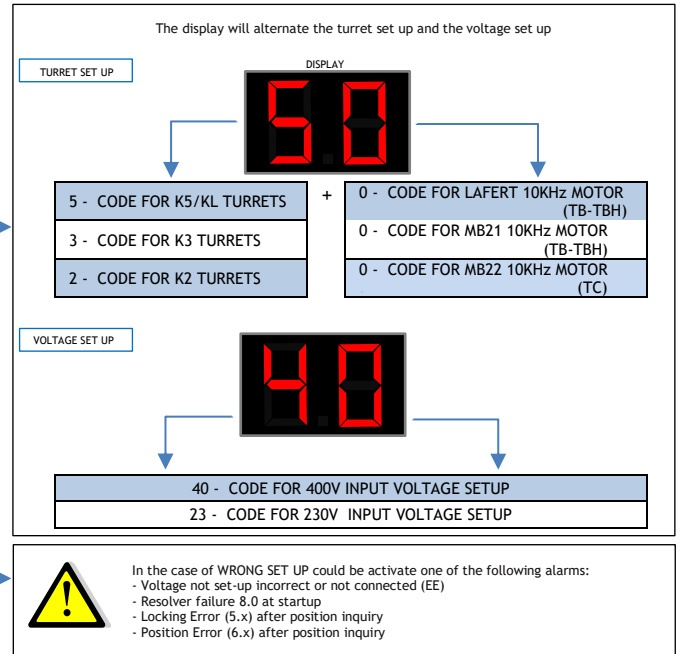 The display will alternate the turret set up and the voltage set up
TURRET SET UP
DISPLAY
5.0
5 - CODE FOR K5/KL TURRETS
3 - CODE FOR K3 TURRETS
2 - CODE FOR K2 TURRETS
+
0 - CODE FOR LAFERT 10KHz MOTOR
(TB-TBH)
0 - CODE FOR MB21 10KHz MOTOR
(TB-TBH)
0 - CODE FOR MB22 10KHz MOTOR
(TC)
VOLTAGE SET UP
40
40 - CODE FOR 400V INPUT VOLTAGE SETUP
23 - CODE FOR 230V INPUT VOLTAGE SETUP
!
In the case of WRONG SET UP could be activate one of the following alarms:
- Voltage not set-up incorrect or not connected (EE)
- Resolver failure 8.0 at startup
- Locking Error (5.x) after position inquiry
- Position Error (6.x) after position inquiry